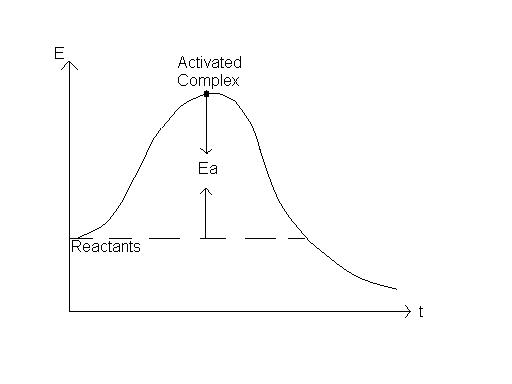 E
Activated
Complex
Ea
Reactants
t